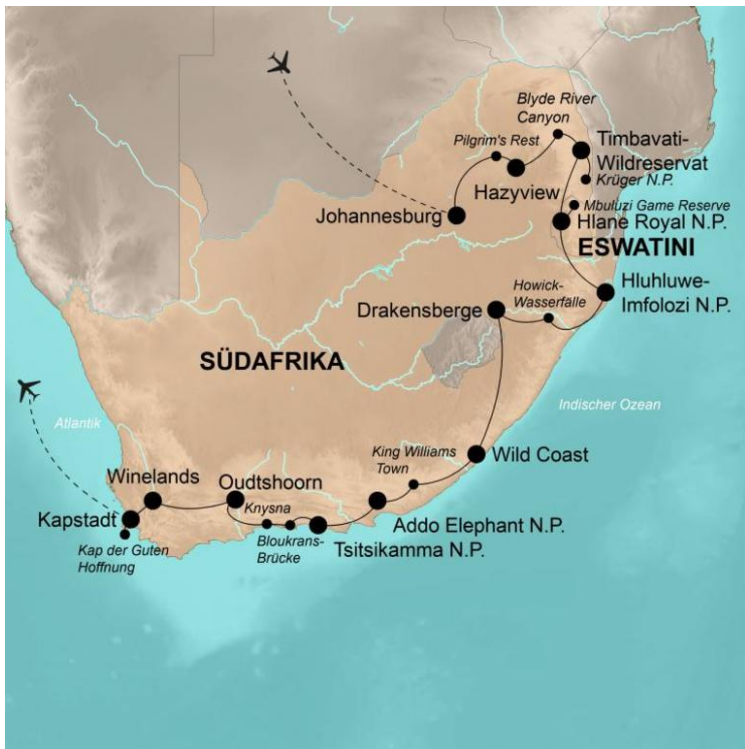 Blyde River
Canyon
Pilgrim's Rest
Timbavati-
Wildreservat
Krüger N.P.
Hazyview
Mbuluzi Game Reserve
Johannesburg
Hlane Royal N.P.
ESWATINI
Hluhluwe-
Imfolozi N.P.
Howick-
Wasserfälle
Drakensberge
SÜDAFRIKA
Indischer Ozean
Atlantik
King Williams
Town
Wild Coast
Winelands
Oudtshoorn
Knysna
Kapstadt
Addo Elephant N.P.
Kap der Guten
Hoffnung
Bloukrans-
Brücke
Tsitsikamma N.P.